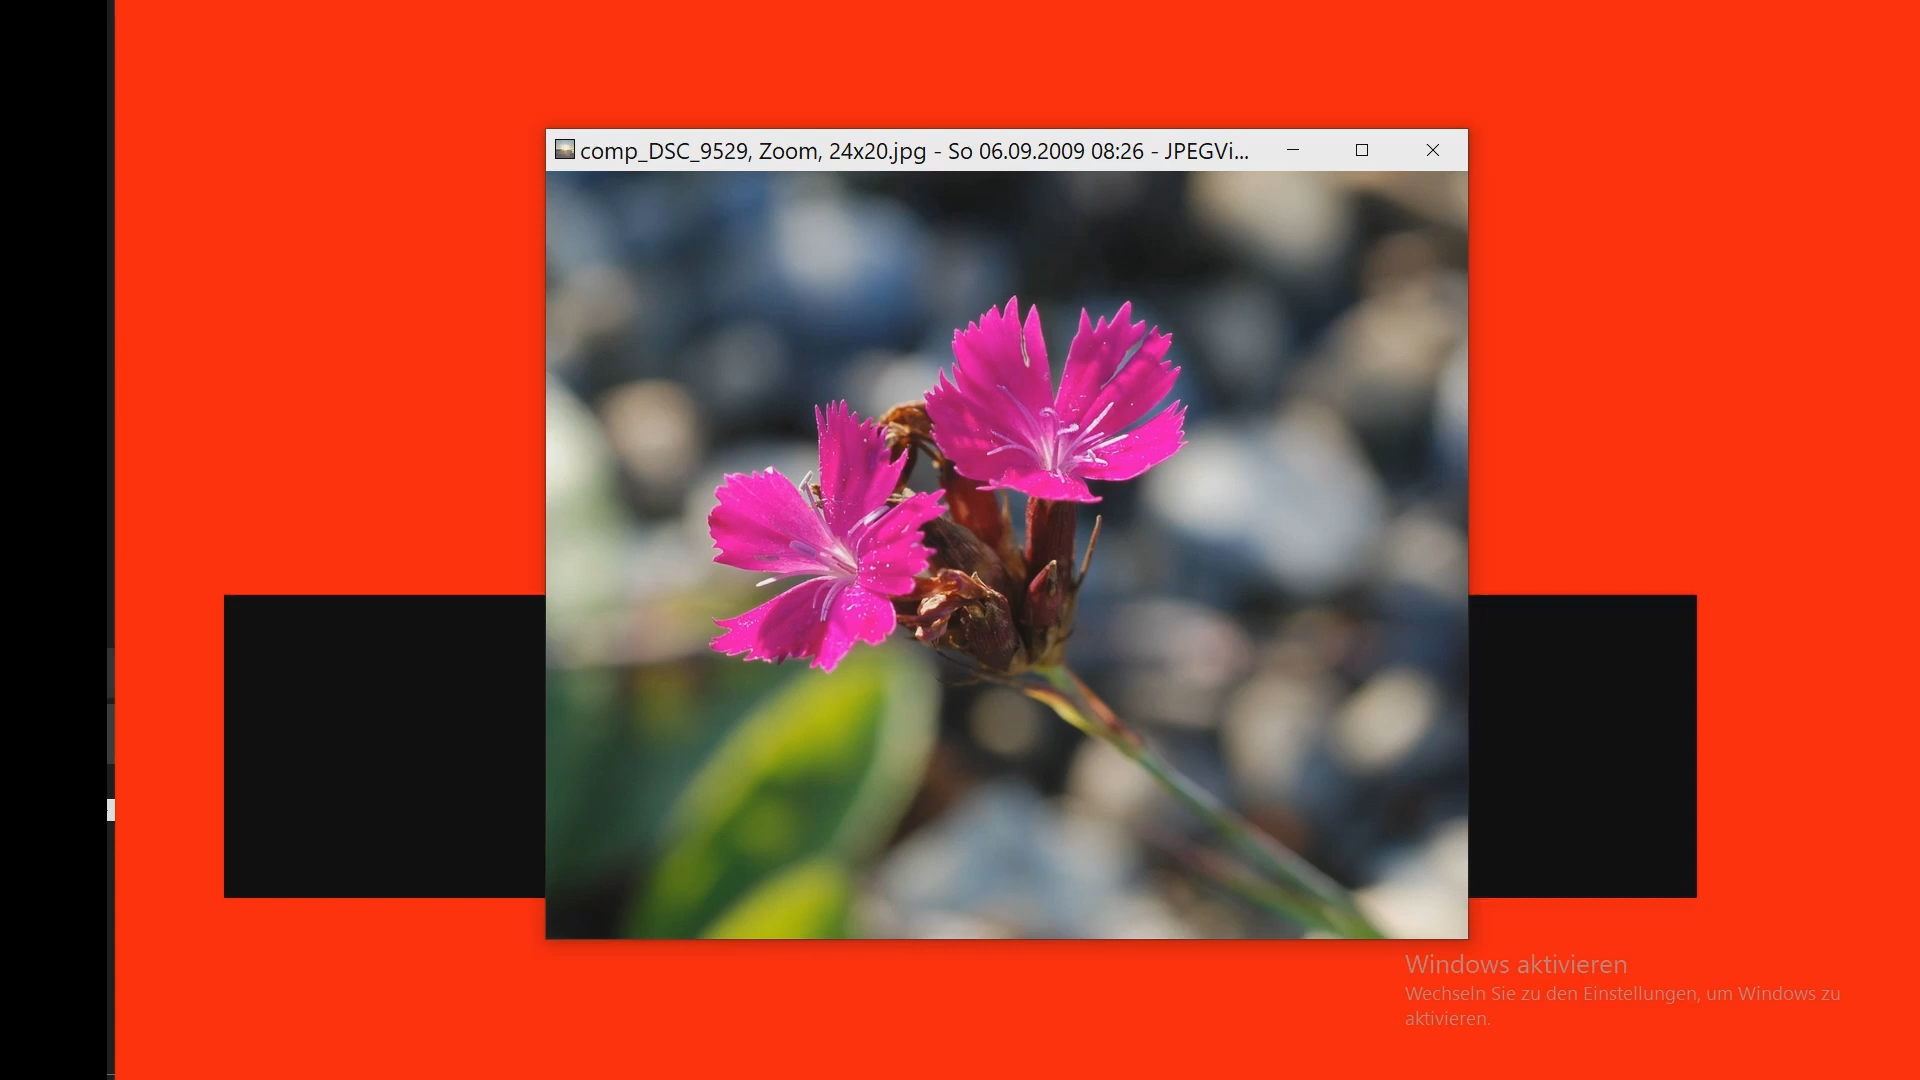 comp_DSC_9529, Zoom, 24x20.jpg - So 06.09.2009 08:26 - JPEGVi...
Windows aktivieren
Wechseln Sie zu den Einstellungen, um Windows zu
aktivieren.